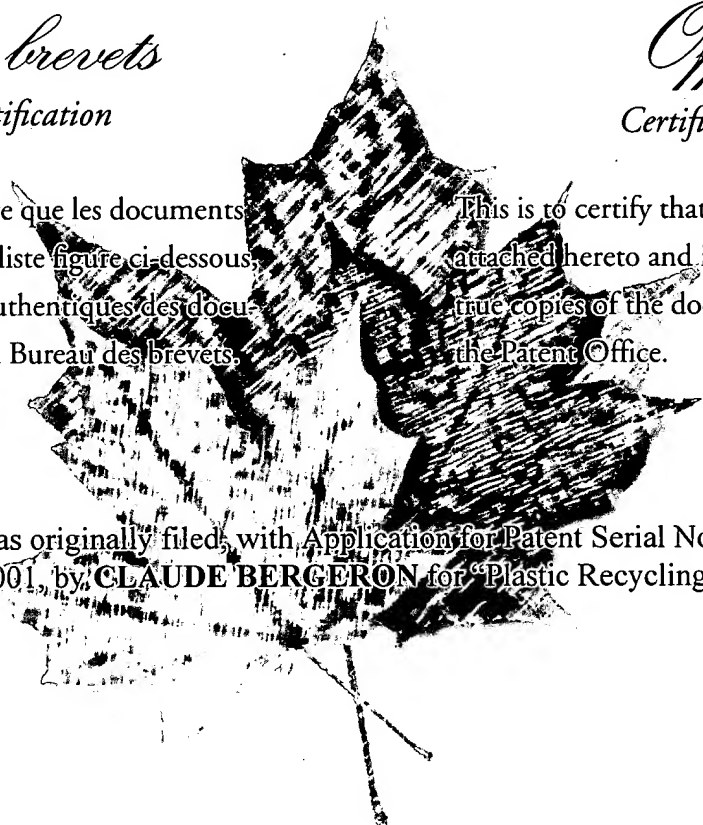 brevets
tification
Certifi
e que les documents
liste figure ci-dessous,
uthentiques des docu-
Bureau des brevets.
This is to certify that
attached hereto and i
true copies of the do
the Patent Office.
as originally filed, with Application for Patent Serial No
001, by CLAUDE BERGERON for "Plastic Recycling